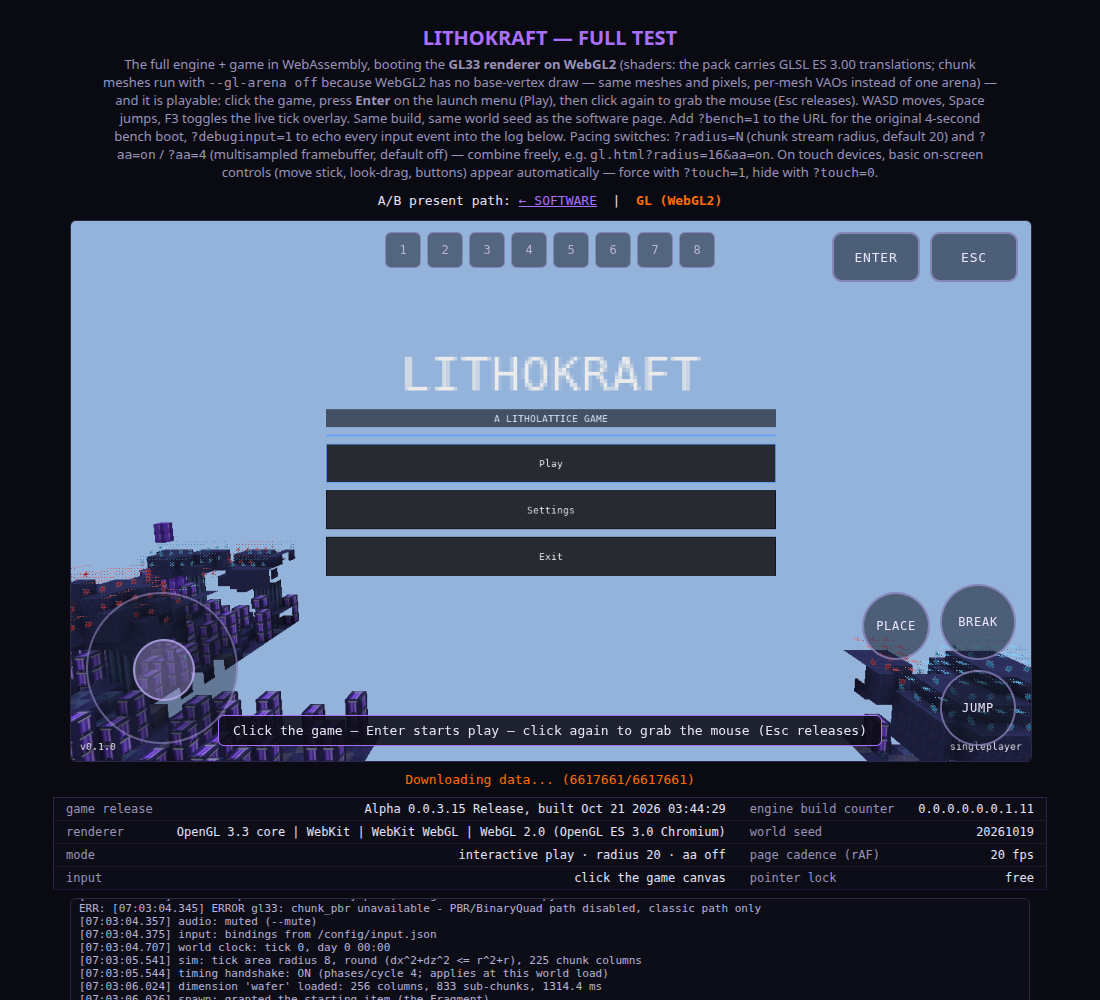 LITHOKRAFT — FULL TEST
The full engine + game in WebAssembly, booting the GL33 renderer on WebGL2 (shaders: the pack carries GLSL ES 3.00 translations; chunk
meshes run with --gl-arena off because WebGL2 has no base-vertex draw — same meshes and pixels, per-mesh VAOs instead of one arena) —
and it is playable: click the game, press Enter on the launch menu (Play), then click again to grab the mouse (Esc releases). WASD moves, Space
jumps, F3 toggles the live tick overlay. Same build, same world seed as the software page. Add ?bench=1 to the URL for the original 4-second
bench boot, ?debuginput=1 to echo every input event into the log below. Pacing switches: ?radius=N (chunk stream radius, default 20) and ?
aa=on / ?aa=4 (multisampled framebuffer, default off) — combine freely, e.g. gl.html?radius=16&aa=on. On touch devices, basic on-screen
controls (move stick, look-drag, buttons) appear automatically — force with ?touch=1, hide with ?touch=0.
A/B present path: ← SOFTWARE | GL (WebGL2)
1 2 3 4 5 6 7 8
ENTER ESC
LITHOKRAFT
A LITHOLATTICE GAME
Play
Settings
Exit
PLACE BREAK
JUMP
Click the game — Enter starts play — click again to grab the mouse (Esc releases)
v0.1.0 singleplayer
Downloading data... (6617661/6617661)
game release Alpha 0.0.3.15 Release, built Oct 21 2026 03:44:29 engine build counter 0.0.0.0.0.0.1.11
renderer OpenGL 3.3 core | WebKit | WebKit WebGL | WebGL 2.0 (OpenGL ES 3.0 Chromium) world seed 20261019
mode interactive play · radius 20 · aa off page cadence (rAF) 20 fps
input click the game canvas pointer lock free
ERR: [07:03:04.345] ERROR gl33: chunk_pbr unavailable - PBR/BinaryQuad path disabled, classic path only
[07:03:04.357] audio: muted (--mute)
[07:03:04.375] input: bindings from /config/input.json
[07:03:04.707] world clock: tick 0, day 0 00:00
[07:03:05.541] sim: tick area radius 8, round (dx^2+dz^2 <= r^2+r), 225 chunk columns
[07:03:05.544] timing handshake: ON (phases/cycle 4; applies at this world load)
[07:03:06.024] dimension 'wafer' loaded: 256 columns, 833 sub-chunks, 1314.4 ms
[07:03:06.026] spawn: granted the starting item (the Fragment)